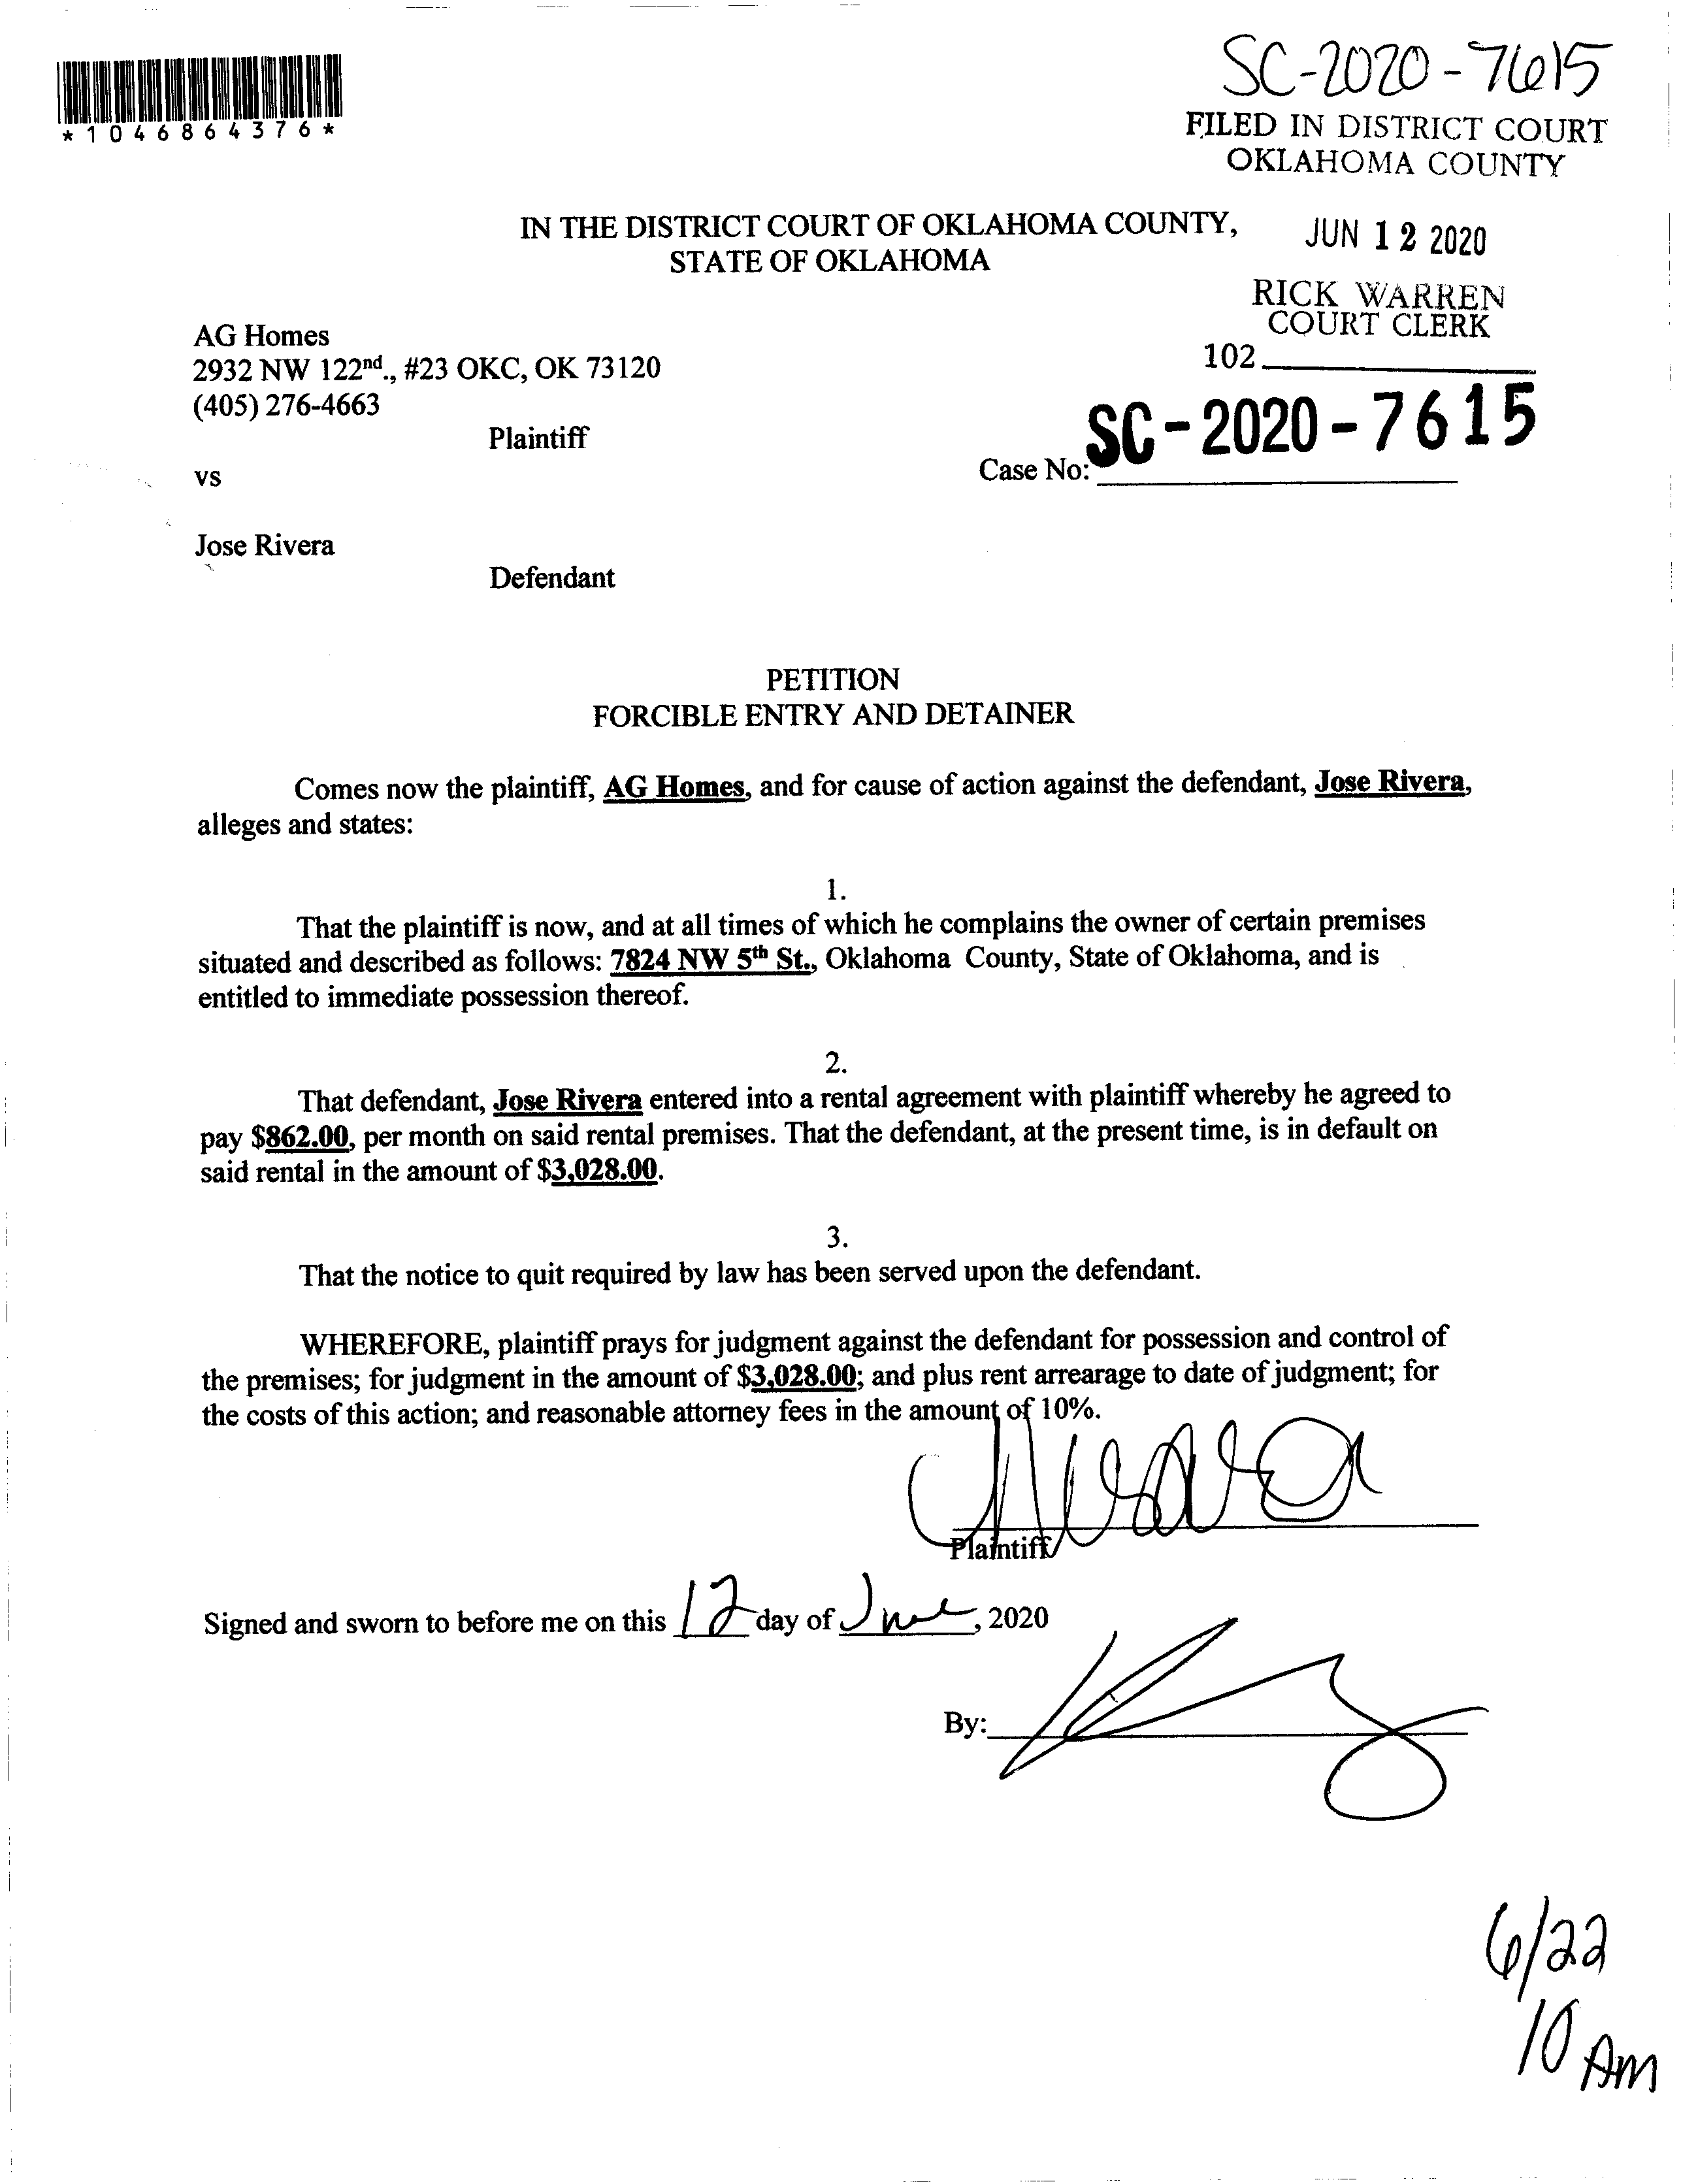 SC-2020-7615
*1046864376*
FILED IN DISTRICT COURT
OKLAHOMA COUNTY
IN THE DISTRICT COURT OF OKLAHOMA COUNTY,
STATE OF OKLAHOMA
JUN 12 2020
RICK WARREN
COURT CLERK
102
AG Homes
2932 NW 122nd., #23 OKC, OK 73120
(405) 276-4663
Plaintiff
SC-2020-7615
Case No:
vs
Jose Rivera
Defendant
PETITION
FORCIBLE ENTRY AND DETAINER
Comes now the plaintiff, AG Homes, and for cause of action against the defendant, Jose Rivera,
alleges and states:
1.
That the plaintiff is now, and at all times of which he complains the owner of certain premises
situated and described as follows: 7824 NW 5th St., Oklahoma County, State of Oklahoma, and is
entitled to immediate possession thereof.
2.
That defendant, Jose Rivera entered into a rental agreement with plaintiff whereby he agreed to
pay $862.00, per month on said rental premises. That the defendant, at the present time, is in default on
said rental in the amount of $3,028.00.
3.
That the notice to quit required by law has been served upon the defendant.
WHEREFORE, plaintiff prays for judgment against the defendant for possession and control of
the premises; for judgment in the amount of $3,028.00; and plus rent arrearage to date of judgment; for
the costs of this action; and reasonable attorney fees in the amount of 10%.
Plaintiff
Signed and sworn to before me on this 12 day of June, 2020
By:
6/22
10 AM